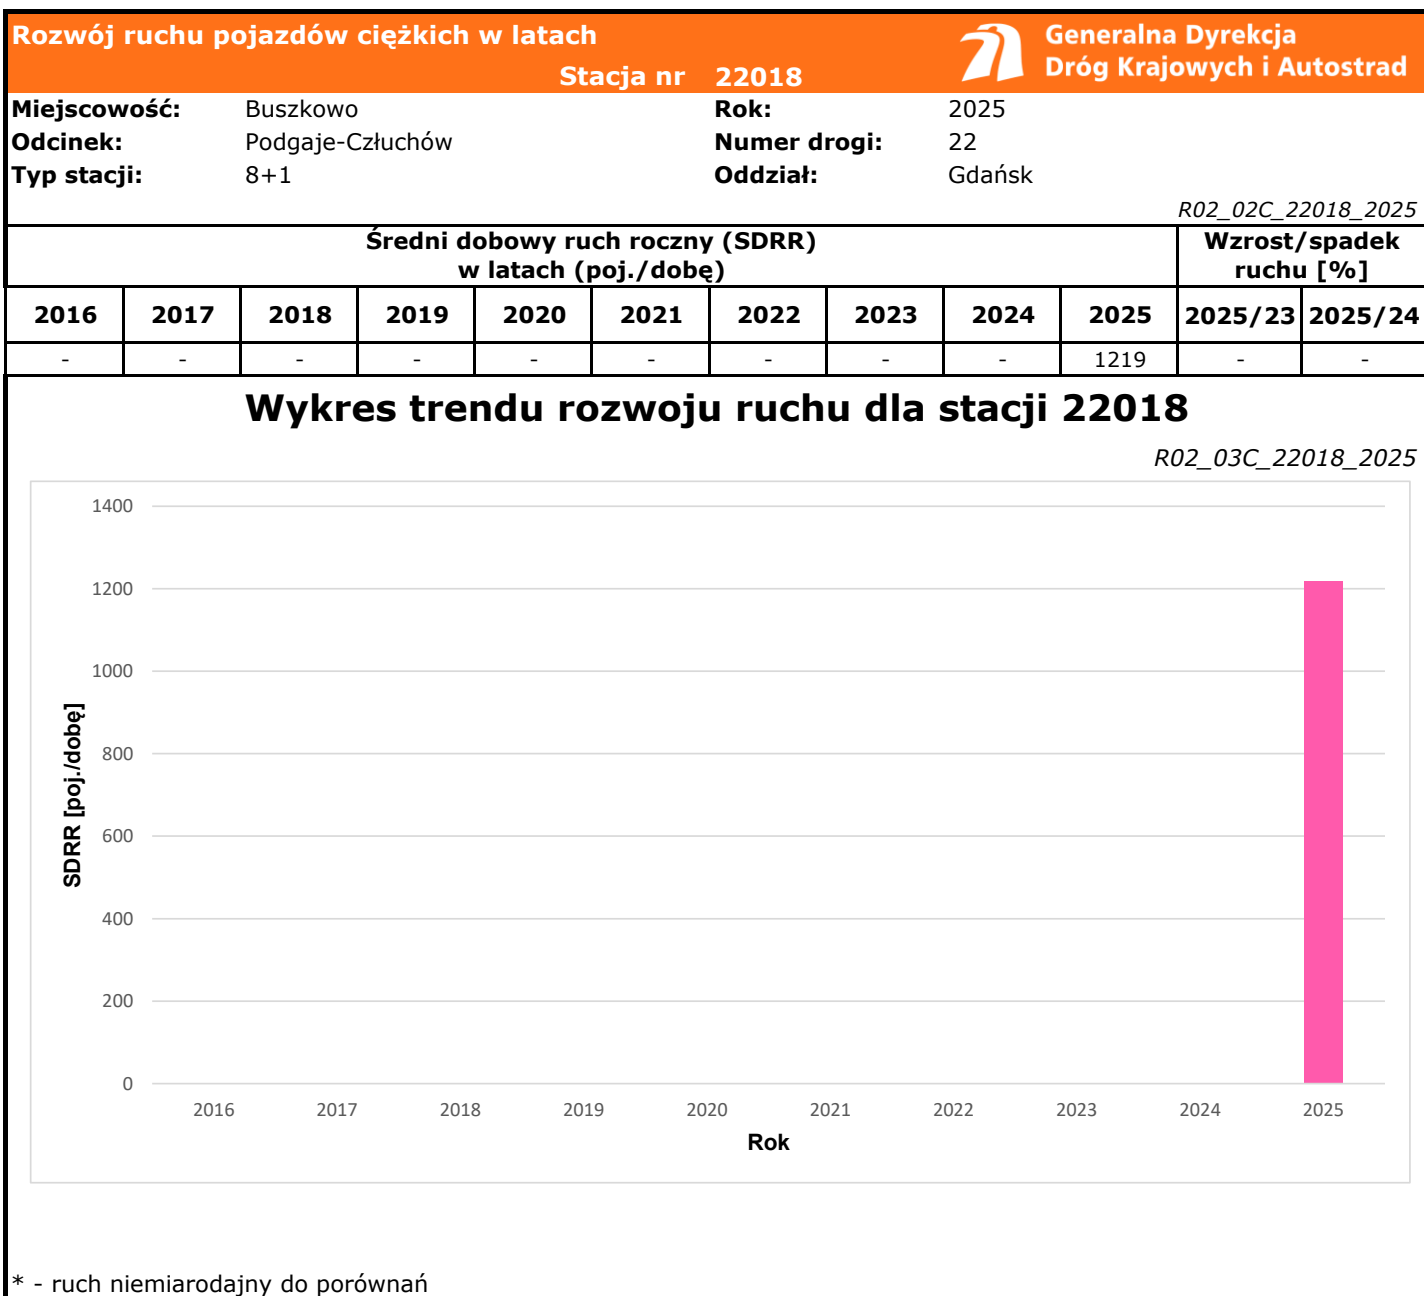 Rozwój ruchu pojazdów ciężkich w latach
Stacja nr 22018
Generalna Dyrekcja
Dróg Krajowych i Autostrad
Miejscowość: Buszkowo Rok: 2025
Odcinek: Podgaje-Człuchów Numer drogi: 22
Typ stacji: 8+1 Oddział: Gdańsk
R02_02C_22018_2025
Średni dobowy ruch roczny (SDRR)
w latach (poj./dobę)
Wzrost/spadek
ruchu [%]
2016 2017 2018 2019 2020 2021 2022 2023 2024 2025 2025/23 2025/24
- - - - - - - - - 1219 - -
Wykres trendu rozwoju ruchu dla stacji 22018
R02_03C_22018_2025
1400
1200
1000
800
600
400
200
0
SDRR [poj./dobę]
2016 2017 2018 2019 2020 2021 2022 2023 2024 2025
Rok
* - ruch niemiarodajny do porównań